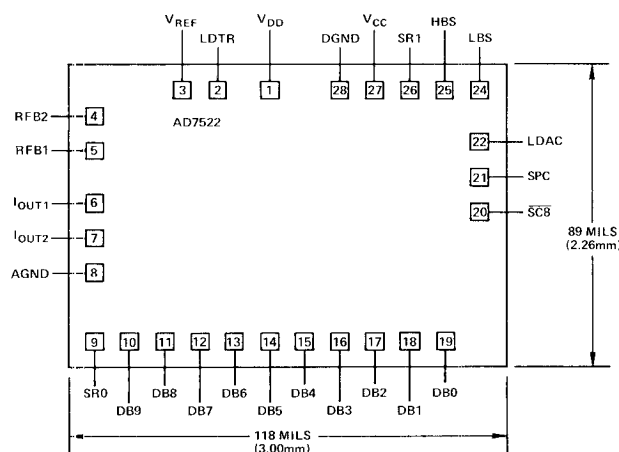 VREF
LDTR
VDD
DGND
VCC
SR1
HBS
LBS
3
2
1
28
27
26
25
24
RFB2
4
AD7522
RFB1
5
22
LDAC
21
SPC
IOUT1
6
20
SC8
IOUT2
7
89 MILS
(2.26mm)
AGND
8
9
10
11
12
13
14
15
16
17
18
19
SR0
DB8
DB6
DB4
DB2
DB0
DB9
DB7
DB5
DB3
DB1
118 MILS
(3.00mm)